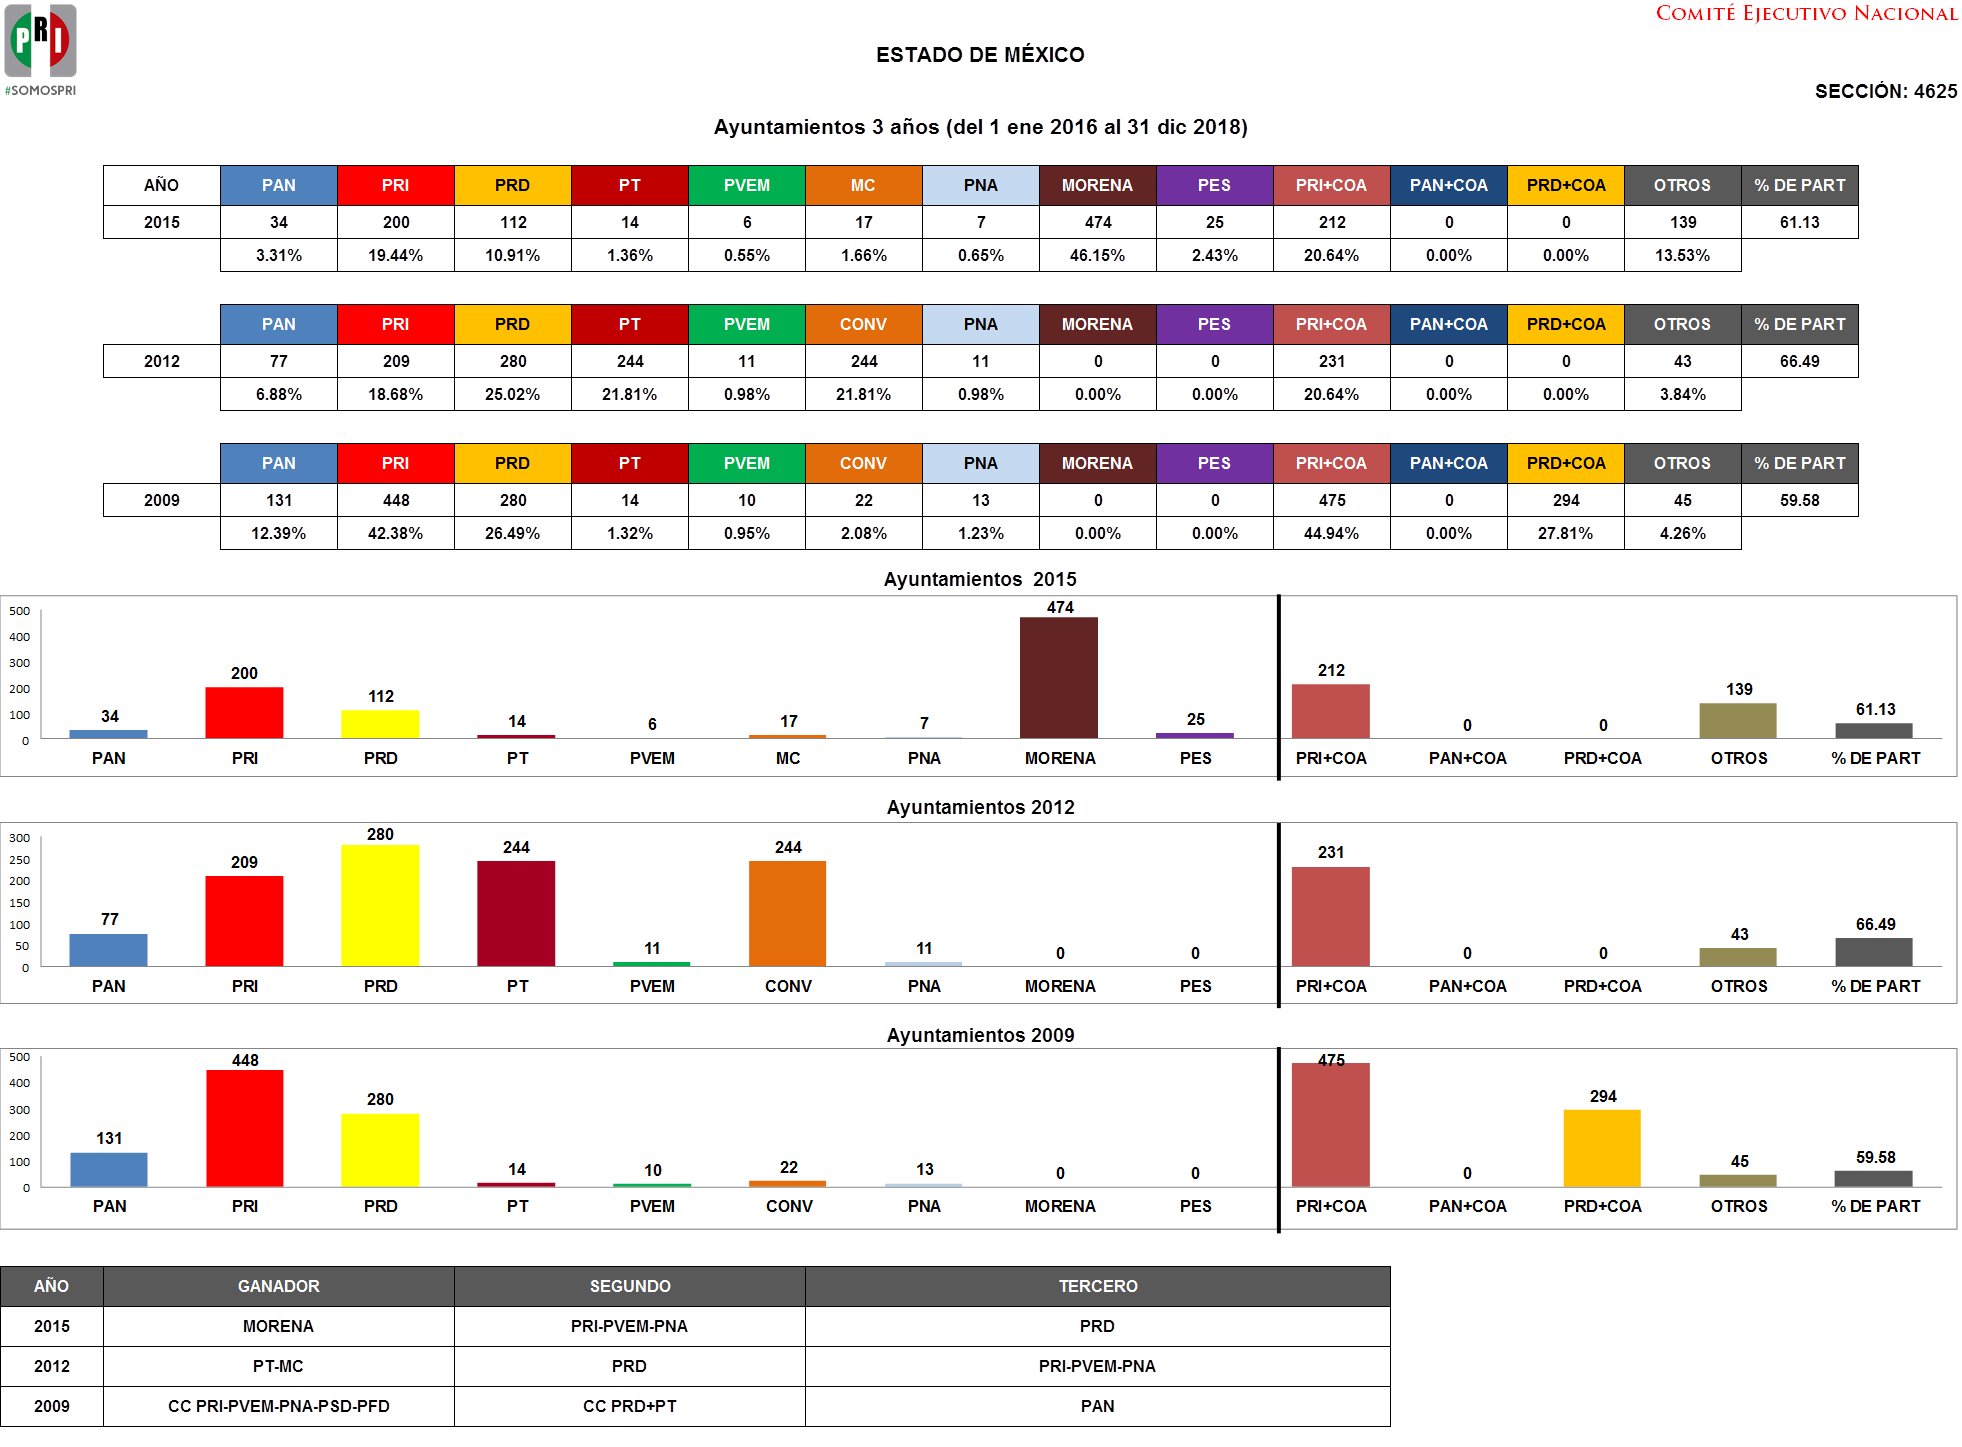 PRI
#SOMOSPRI
COMITÉ EJECUTIVO NACIONAL
ESTADO DE MÉXICO
SECCIÓN: 4625
Ayuntamientos 3 años (del 1 ene 2016 al 31 dic 2018)
AÑO PAN PRI PRD PT PVEM MC PNA MORENA PES PRI+COA PAN+COA PRD+COA OTROS % DE PART
2015 34 200 112 14 6 17 7 474 25 212 0 0 139 61.13
3.31% 19.44% 10.91% 1.36% 0.55% 1.66% 0.65% 46.15% 2.43% 20.64% 0.00% 0.00% 13.53%
PAN PRI PRD PT PVEM CONV PNA MORENA PES PRI+COA PAN+COA PRD+COA OTROS % DE PART
2012 77 209 280 244 11 244 11 0 0 231 0 0 43 66.49
6.88% 18.68% 25.02% 21.81% 0.98% 21.81% 0.98% 0.00% 0.00% 20.64% 0.00% 0.00% 3.84%
PAN PRI PRD PT PVEM CONV PNA MORENA PES PRI+COA PAN+COA PRD+COA OTROS % DE PART
2009 131 448 280 14 10 22 13 0 0 475 0 294 45 59.58
12.39% 42.38% 26.49% 1.32% 0.95% 2.08% 1.23% 0.00% 0.00% 44.94% 0.00% 27.81% 4.26%
Ayuntamientos 2015
500
400
300
200
100
0
34 200 112 14 6 17 7 474 25 212 0 0 139 61.13
PAN PRI PRD PT PVEM MC PNA MORENA PES PRI+COA PAN+COA PRD+COA OTROS % DE PART
Ayuntamientos 2012
300
250
200
150
100
50
0
77 209 280 244 11 244 11 0 0 231 0 0 43 66.49
PAN PRI PRD PT PVEM CONV PNA MORENA PES PRI+COA PAN+COA PRD+COA OTROS % DE PART
Ayuntamientos 2009
500
400
300
200
100
0
131 448 280 14 10 22 13 0 0 475 0 294 45 59.58
PAN PRI PRD PT PVEM CONV PNA MORENA PES PRI+COA PAN+COA PRD+COA OTROS % DE PART
AÑO GANADOR SEGUNDO TERCERO
2015 MORENA PRI-PVEM-PNA PRD
2012 PT-MC PRD PRI-PVEM-PNA
2009 CC PRI-PVEM-PNA-PSD-PFD CC PRD+PT PAN